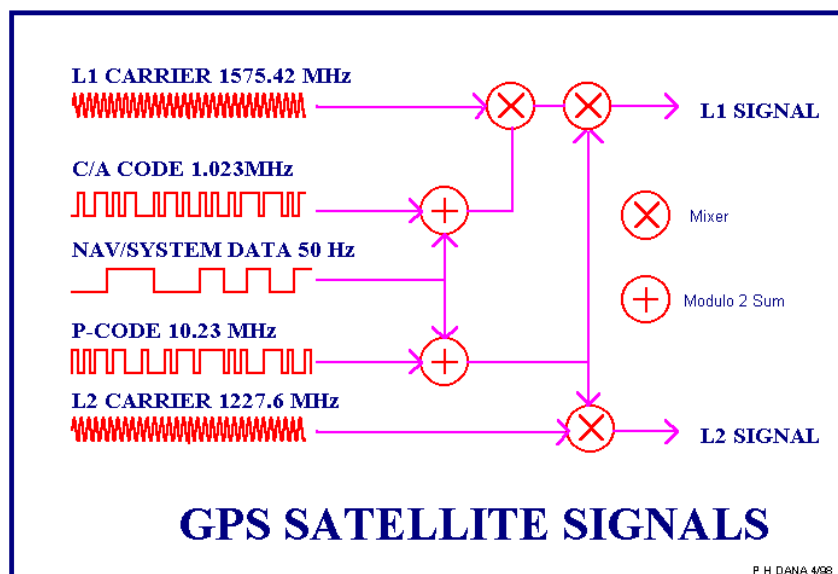 L1 CARRIER 1575.42 MHz
L1 SIGNAL
C/A CODE 1.023MHz
Mixer
NAV/SYSTEM DATA 50 Hz
Modulo 2 Sum
P-CODE 10.23 MHz
L2 CARRIER 1227.6 MHz
L2 SIGNAL
GPS SATELLITE SIGNALS
P H DANA 4/98